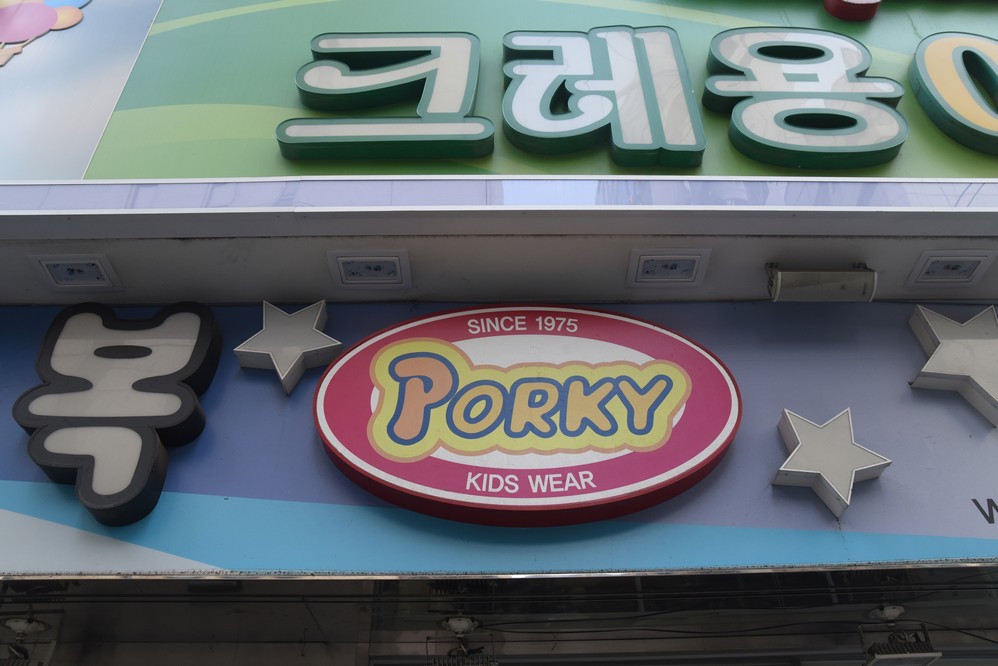 크레용
복
SINCE 1975
PORKY
KIDS WEAR
W